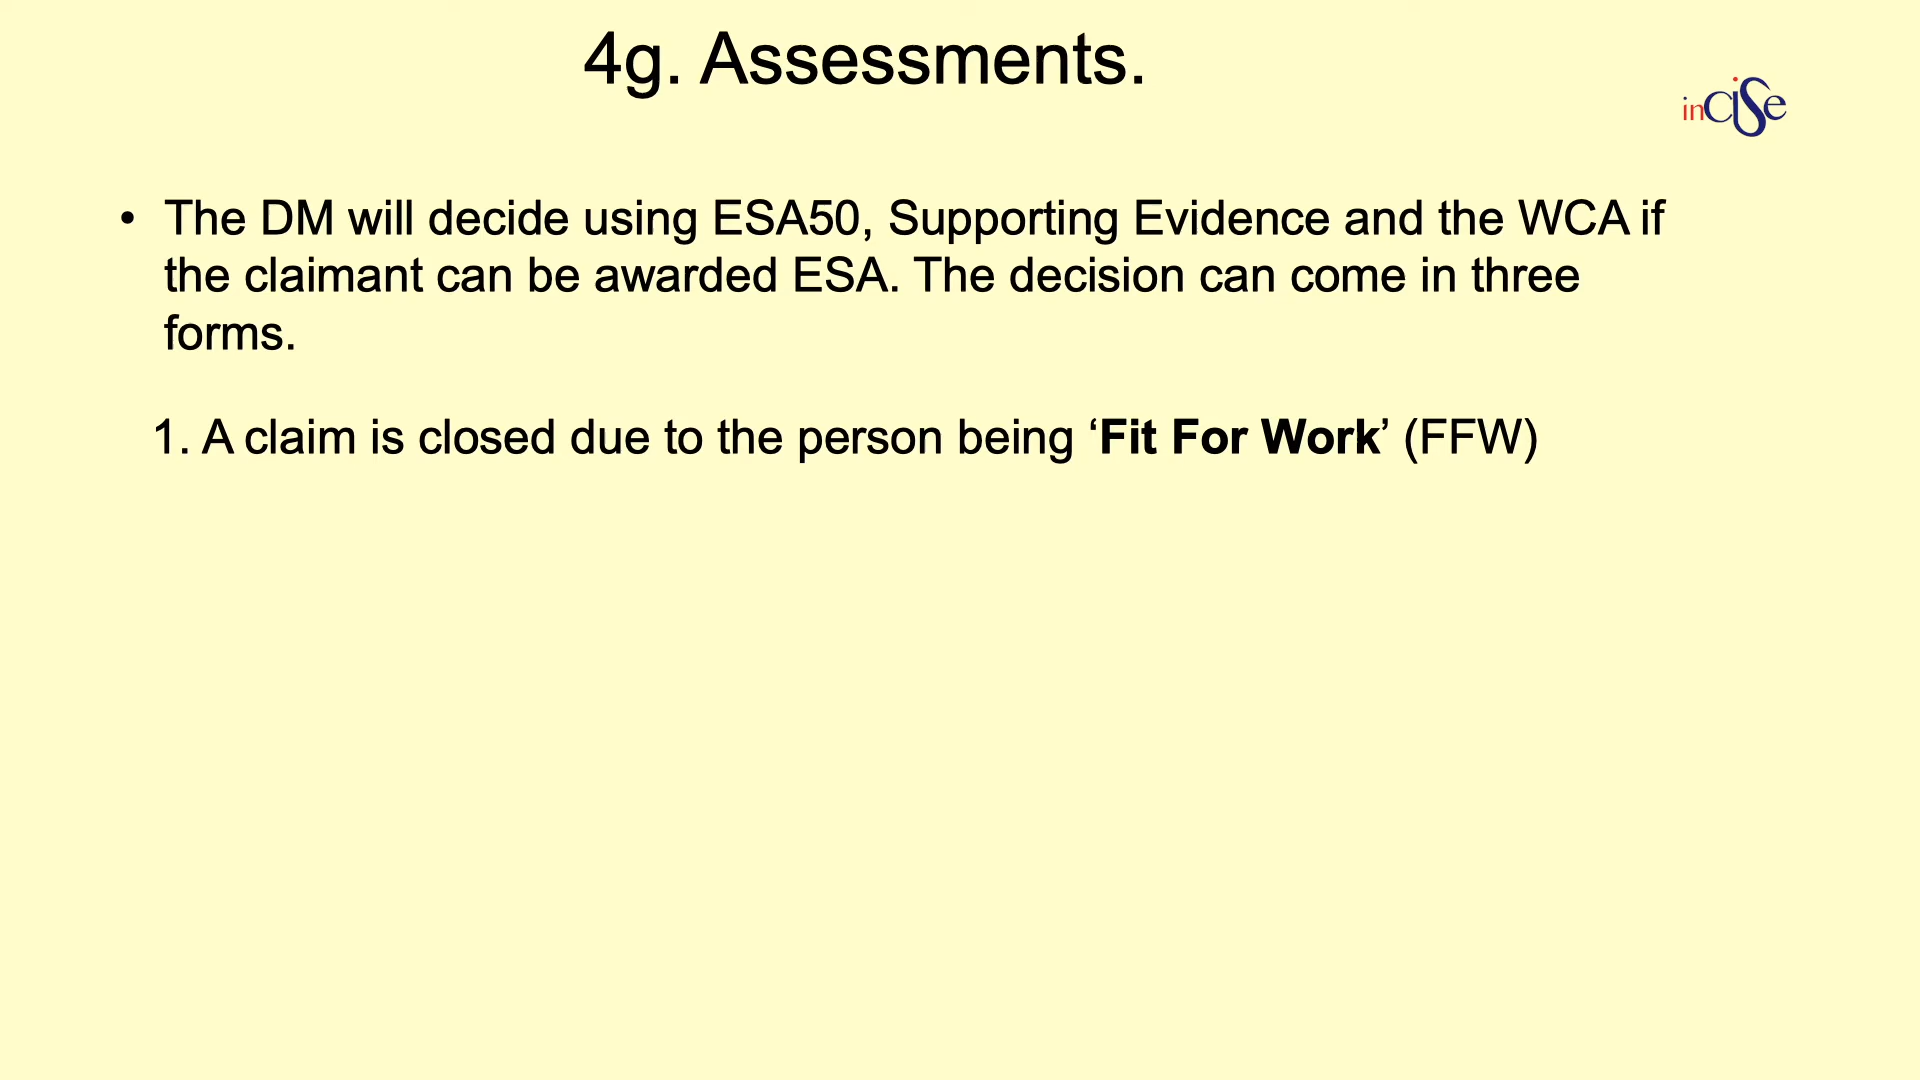 4g. Assessments.
inCiSe
• The DM will decide using ESA50, Supporting Evidence and the WCA if
the claimant can be awarded ESA. The decision can come in three
forms.
1. A claim is closed due to the person being ‘Fit For Work’ (FFW)